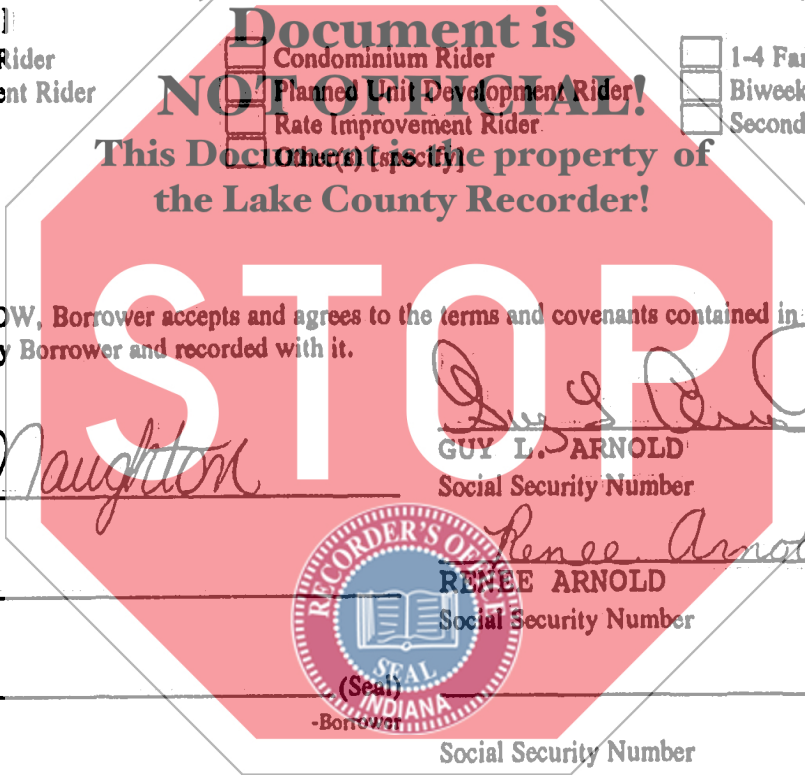 ]
Rider
Condominium Rider
1-4 Fa
ent Rider
Planned Unit Development Rider
Biweek
Rate Improvement Rider
Second
Other(s) [specify]
Document is
NOT OFFICIAL!
This Document is the property of
the Lake County Recorder!
STOP
OW, Borrower accepts and agrees to the terms and covenants contained in
y Borrower and recorded with it.
Naughton
GUY L. ARNOLD
Social Security Number
Renee Arnol
RENEE ARNOLD
Social Security Number
RECORDER'S OFFICE
SEAL
INDIANA
(Seal)
-Borrower
Social Security Number